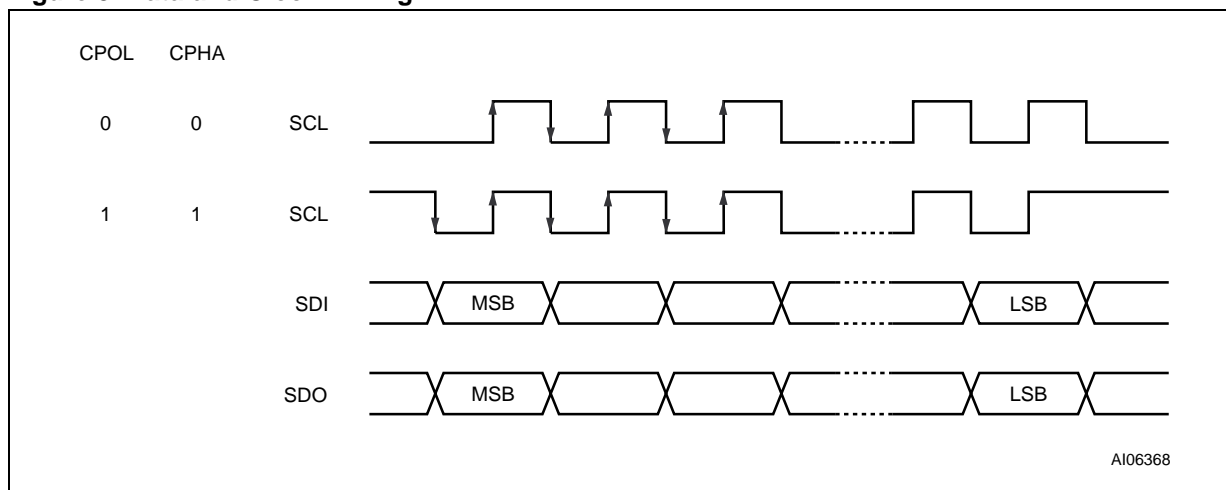 CPOL CPHA
0 0 SCL
1 1 SCL
SDI MSB LSB
SDO MSB LSB
AI06368